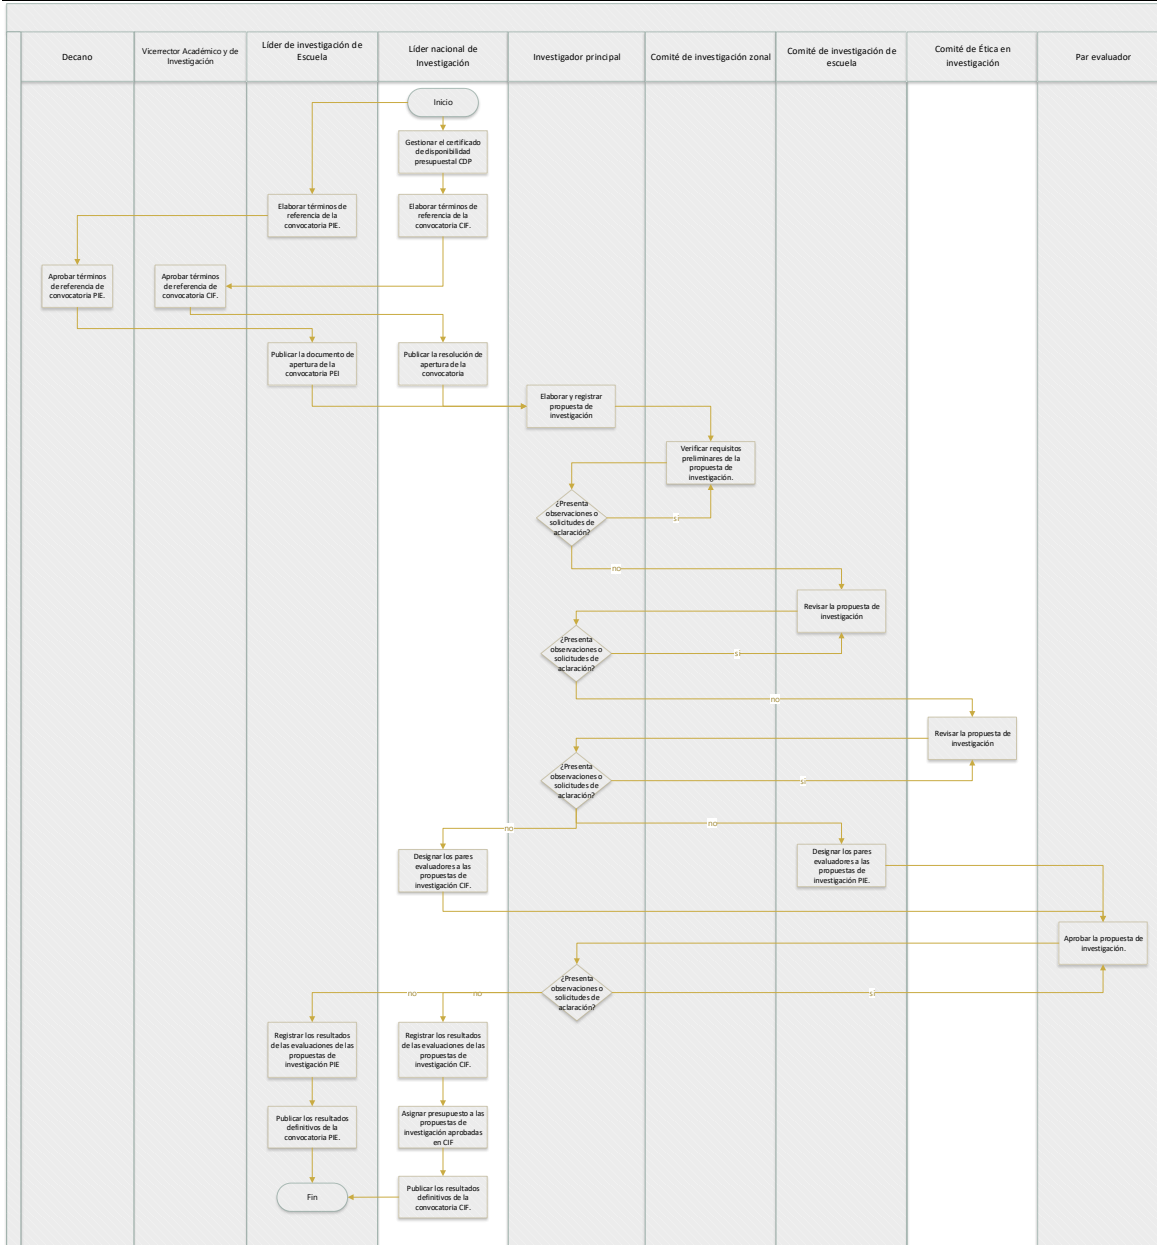 Decano
Vicerrector Académico y de
Investigación
Líder de investigación de
Escuela
Líder nacional de
Investigación
Investigador principal
Comité de investigación zonal
Comité de investigación de
escuela
Comité de Ética en
investigación
Par evaluador
Inicio
Gestionar el certificado
de disponibilidad
presupuestal CDP
Elaborar términos de
referencia de la
convocatoria PIE.
Elaborar términos de
referencia de la
convocatoria CIF.
Aprobar términos
de referencia de
convocatoria PIE.
Aprobar términos
de referencia de
convocatoria CIF.
Publicar la documento de
apertura de la
convocatoria PEI
Publicar la resolución de
apertura de la
convocatoria
Elaborar y registrar
propuesta de
investigación
Verificar requisitos
preliminares de la
propuesta de
investigación.
¿Presenta
observaciones o
solicitudes de
aclaración?
si
no
Revisar la propuesta de
investigación
¿Presenta
observaciones o
solicitudes de
aclaración?
si
no
Revisar la propuesta de
investigación
¿Presenta
observaciones o
solicitudes de
aclaración?
si
no
no
Designar los pares
evaluadores a las
propuestas de
investigación CIF.
Designar los pares
evaluadores a las
propuestas de
investigación PIE.
Aprobar la propuesta de
investigación.
¿Presenta
observaciones o
solicitudes de
aclaración?
no
no
si
Registrar los resultados
de las evaluaciones de las
propuestas de
investigación PIE
Registrar los resultados
de las evaluaciones de las
propuestas de
investigación CIF.
Publicar los resultados
definitivos de la
convocatoria PIE.
Asignar presupuesto a las
propuestas de
investigación aprobadas
en CIF
Fin
Publicar los resultados
definitivos de la
convocatoria CIF.